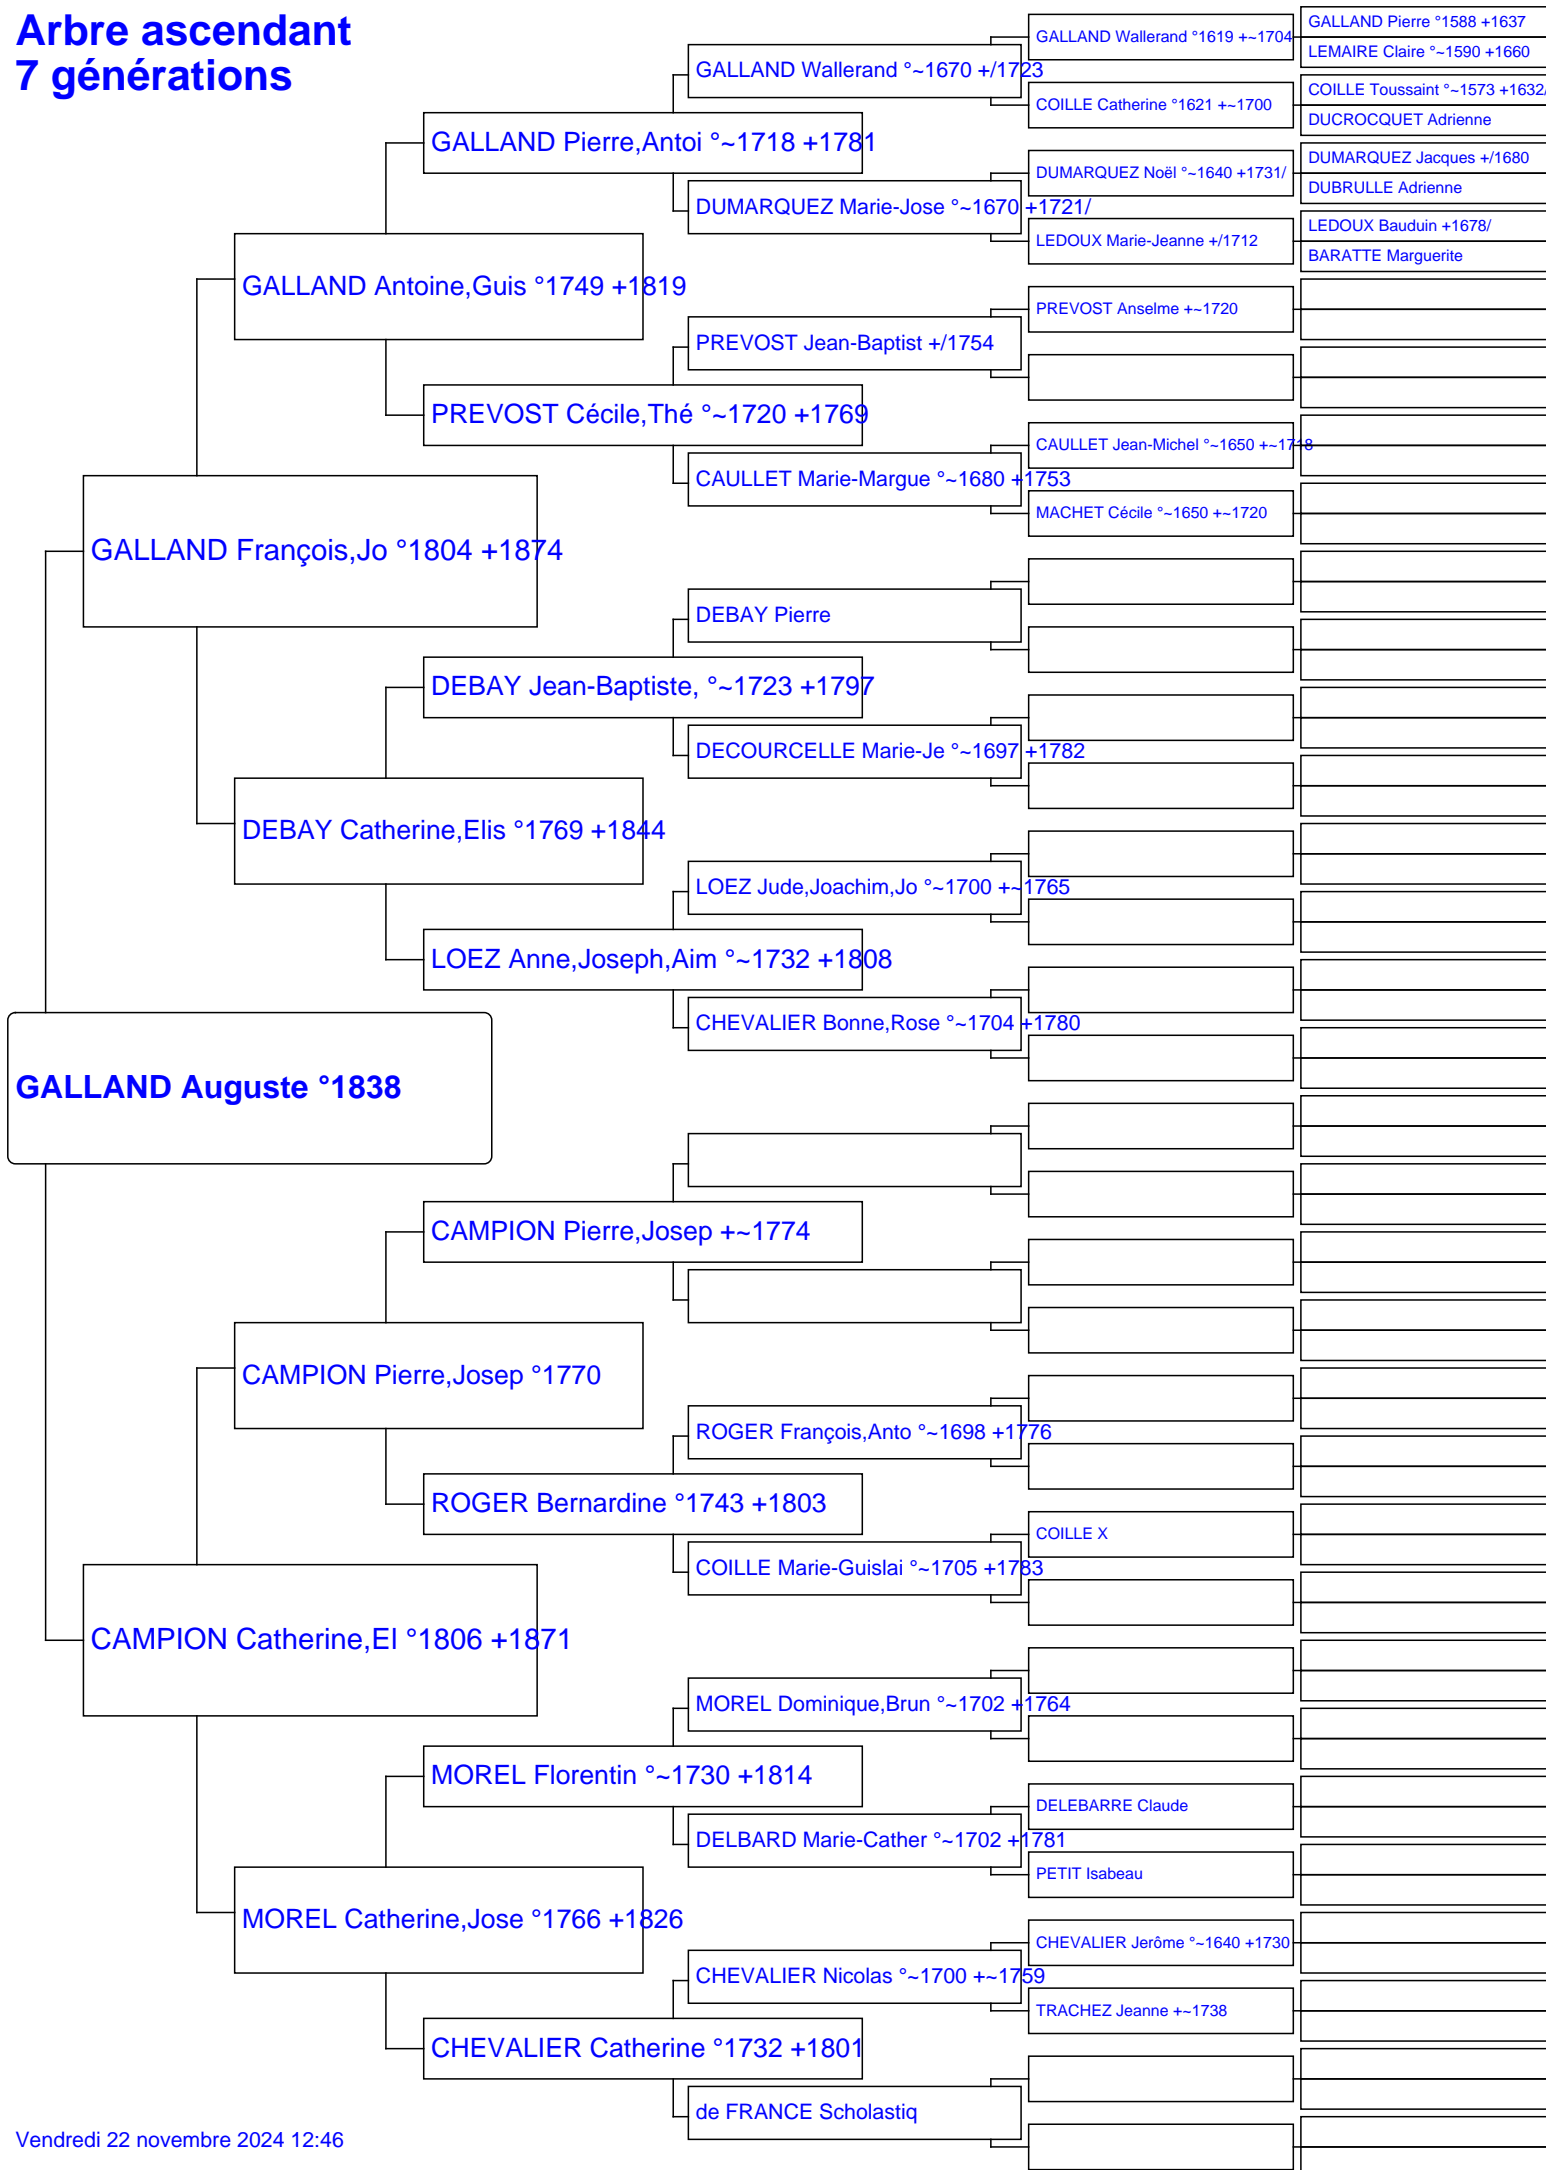 Arbre ascendant
7 générations
GALLAND Auguste °1838
GALLAND François,Jo °1804 +1874
CAMPION Catherine,El °1806 +1871
GALLAND Antoine,Guis °1749 +1819
DEBAY Catherine,Elis °1769 +1844
CAMPION Pierre,Josep °1770
MOREL Catherine,Jose °1766 +1826
GALLAND Pierre,Antoi °~1718 +1781
PREVOST Cécile,Thé °~1720 +1769
DEBAY Jean-Baptiste, °~1723 +1797
LOEZ Anne,Joseph,Aim °~1732 +1808
CAMPION Pierre,Josep +~1774
ROGER Bernardine °1743 +1803
MOREL Florentin °~1730 +1814
CHEVALIER Catherine °1732 +1801
GALLAND Wallerand °~1670 +/1723
DUMARQUEZ Marie-Jose °~1670 +1721/
PREVOST Jean-Baptist +/1754
CAULLET Marie-Margue °~1680 +1753
DEBAY Pierre
DECOURCELLE Marie-Je °~1697 +1782
LOEZ Jude,Joachim,Jo °~1700 +~1765
CHEVALIER Bonne,Rose °~1704 +1780
ROGER François,Anto °~1698 +1776
COILLE Marie-Guislai °~1705 +1783
MOREL Dominique,Brun °~1702 +1764
DELBARD Marie-Cather °~1702 +1781
CHEVALIER Nicolas °~1700 +~1759
de FRANCE Scholastiq
GALLAND Wallerand °1619 +~1704
COILLE Catherine °1621 +~1700
DUMARQUEZ Noël °~1640 +1731/
LEDOUX Marie-Jeanne +/1712
PREVOST Anselme +~1720
CAULLET Jean-Michel °~1650 +~1718
MACHET Cécile °~1650 +~1720
COILLE X
DELEBARRE Claude
PETIT Isabeau
CHEVALIER Jerôme °~1640 +1730
TRACHEZ Jeanne +~1738
GALLAND Pierre °1588 +1637
LEMAIRE Claire °~1590 +1660
COILLE Toussaint °~1573 +1632/
DUCROCQUET Adrienne
DUMARQUEZ Jacques +/1680
DUBRULLE Adrienne
LEDOUX Bauduin +1678/
BARATTE Marguerite
Vendredi 22 novembre 2024 12:46